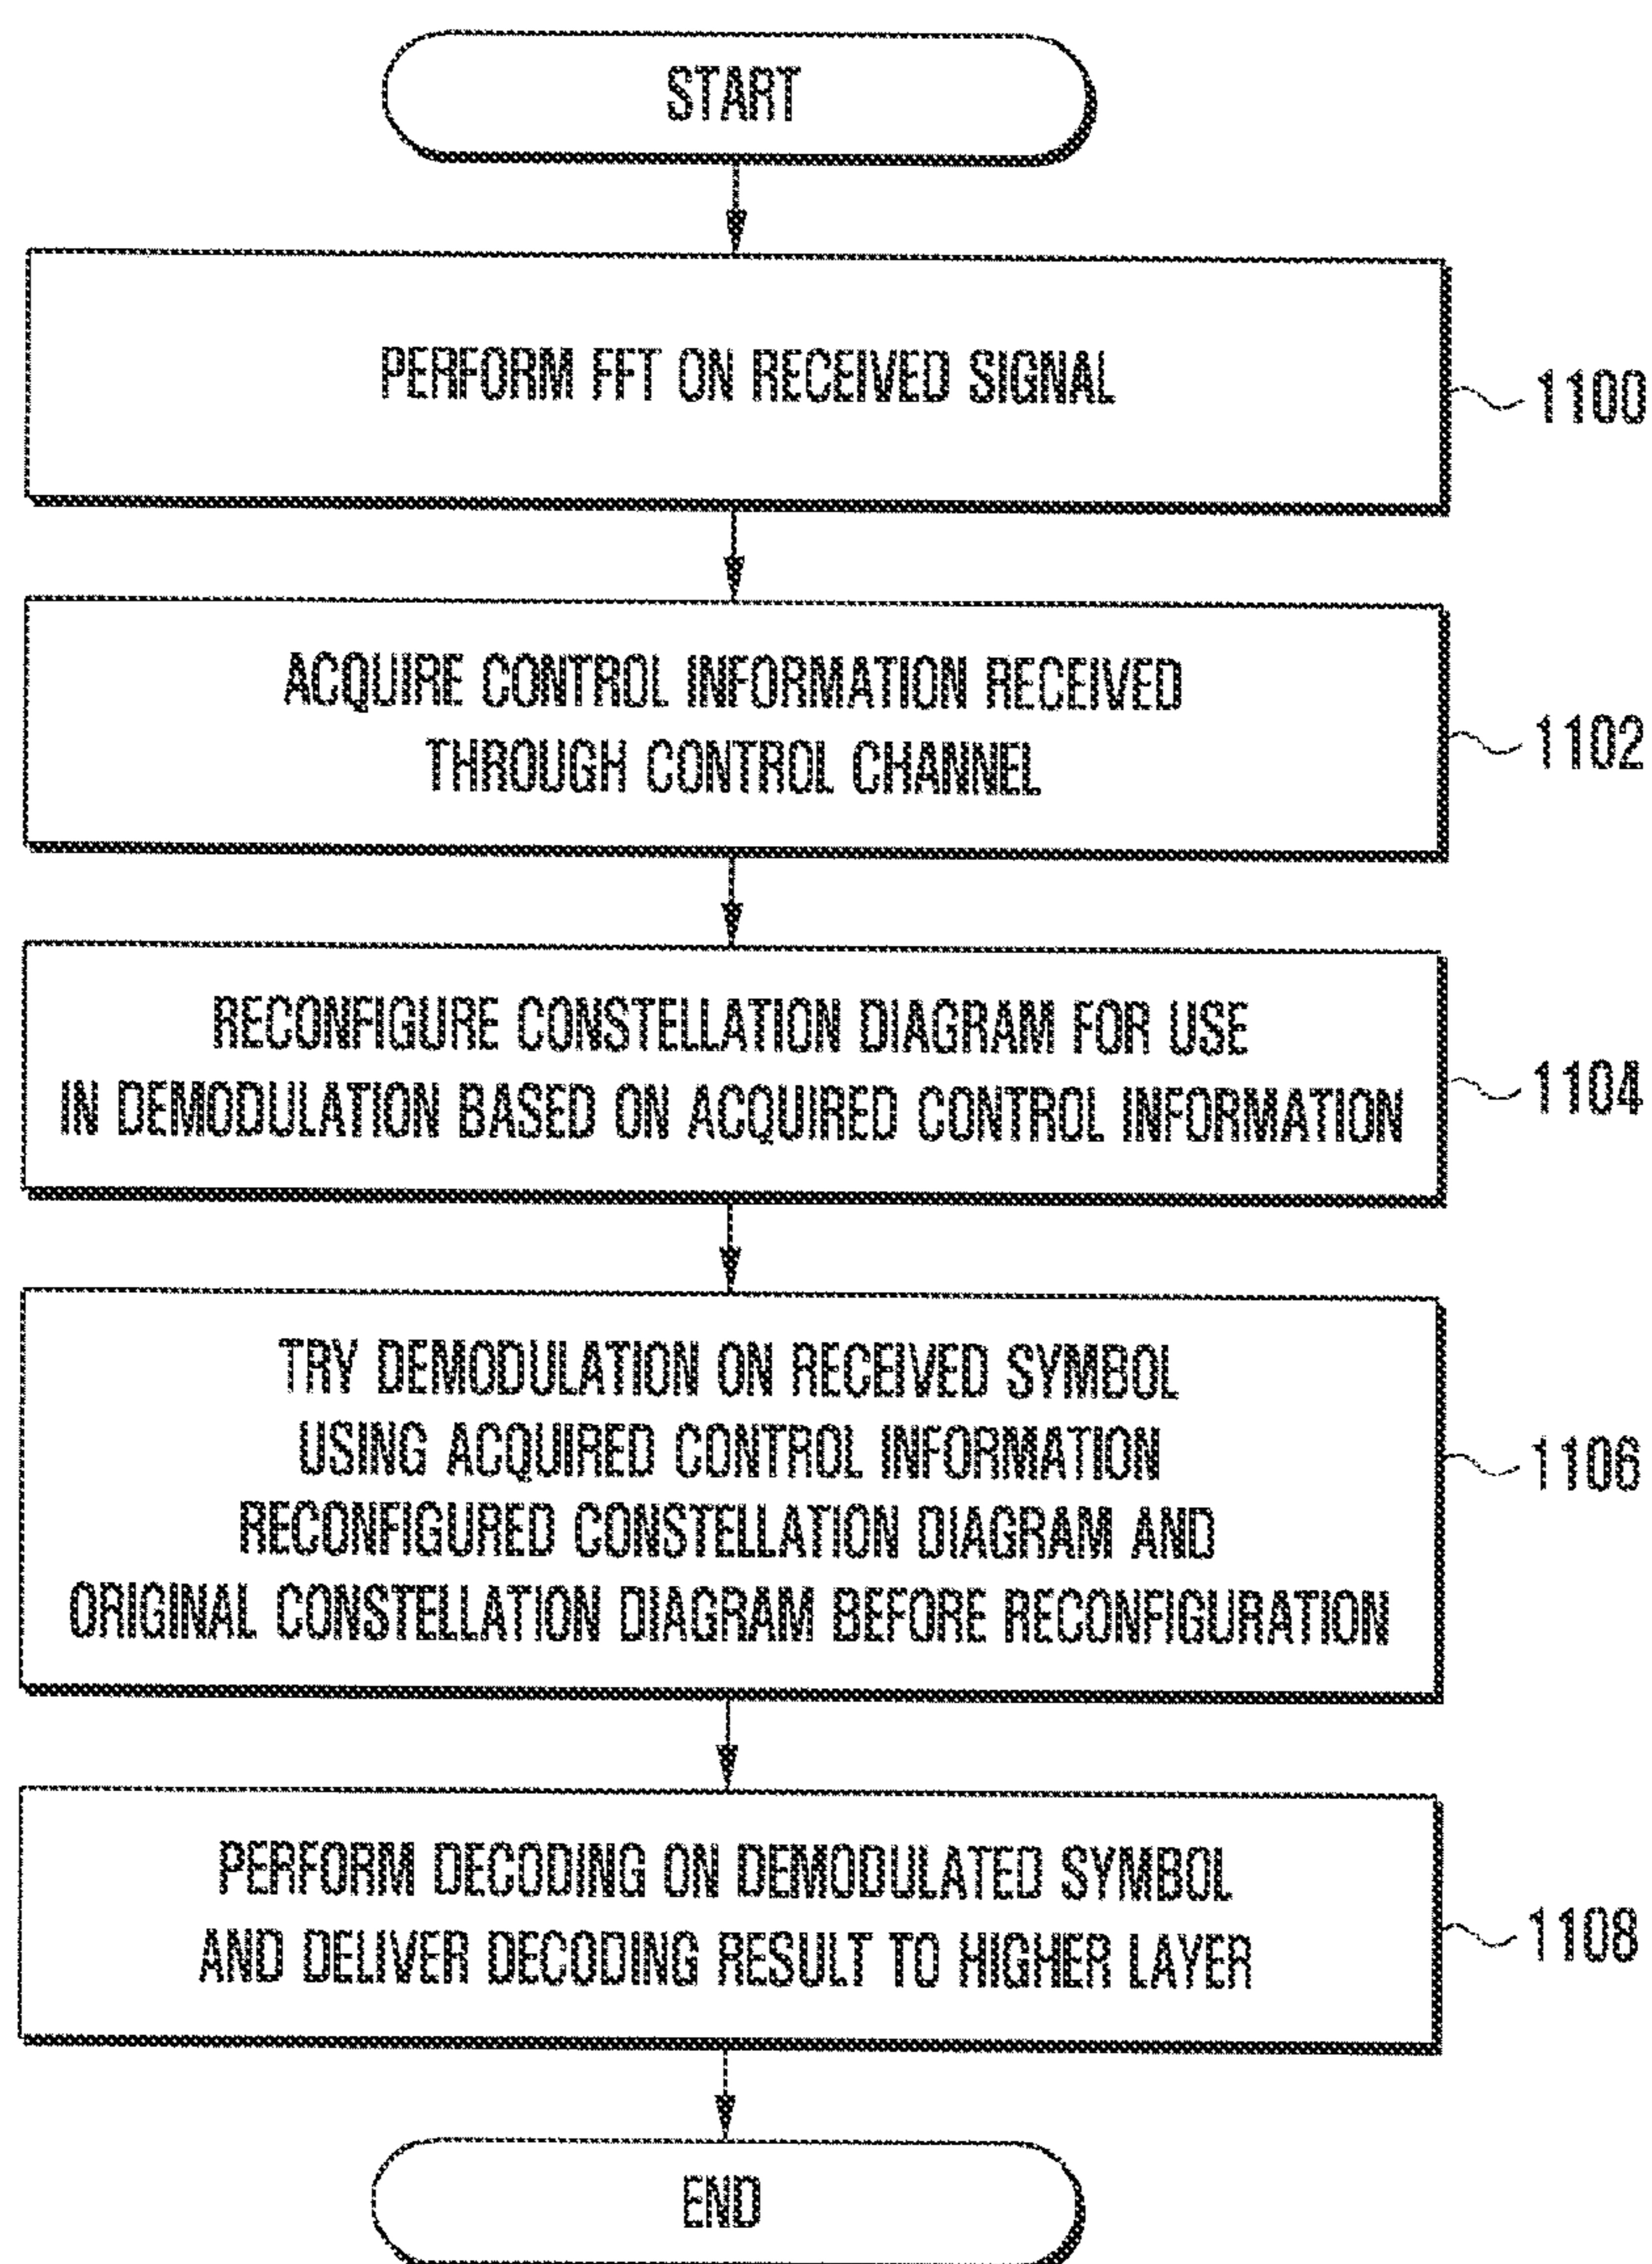 START
PERFORM FFT ON RECEIVED SIGNAL
1100
ACQUIRE CONTROL INFORMATION RECEIVED
THROUGH CONTROL CHANNEL
1102
RECONFIGURE CONSTELLATION DIAGRAM FOR USE
IN DEMODULATION BASED ON ACQUIRED CONTROL INFORMATION
1104
TRY DEMODULATION ON RECEIVED SYMBOL
USING ACQUIRED CONTROL INFORMATION
RECONFIGURED CONSTELLATION DIAGRAM AND
ORIGINAL CONSTELLATION DIAGRAM BEFORE RECONFIGURATION
1106
PERFORM DECODING ON DEMODULATED SYMBOL
AND DELIVER DECODING RESULT TO HIGHER LAYER
1108
END